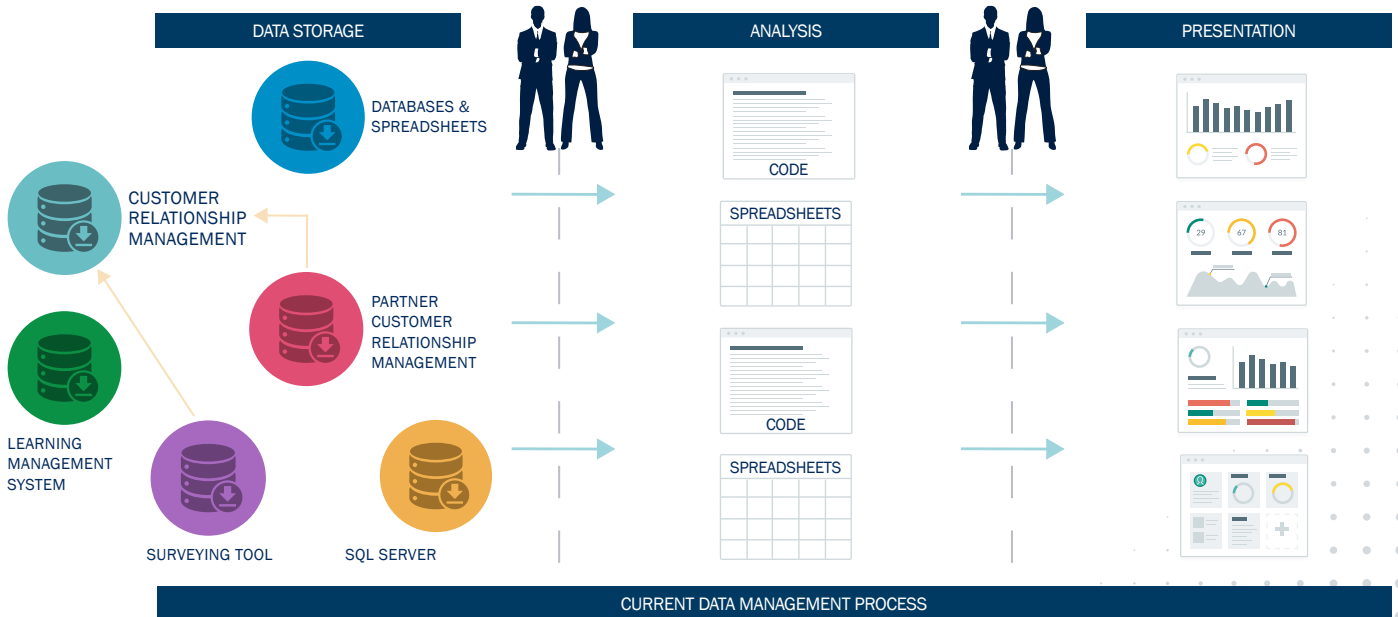 DATA STORAGE
ANALYSIS
PRESENTATION
DATABASES &
SPREADSHEETS
CUSTOMER
RELATIONSHIP
MANAGEMENT
PARTNER
CUSTOMER
RELATIONSHIP
MANAGEMENT
LEARNING
MANAGEMENT
SYSTEM
SURVEYING TOOL
SQL SERVER
CODE
SPREADSHEETS
CODE
SPREADSHEETS
29
67
81
CURRENT DATA MANAGEMENT PROCESS